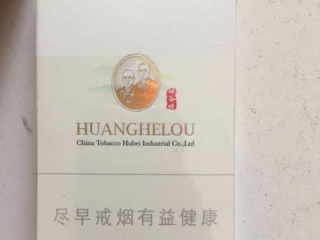 HUANGHELOU
China Tobacco Hubei Industrial Co.,Ltd
尽早戒烟有益健康